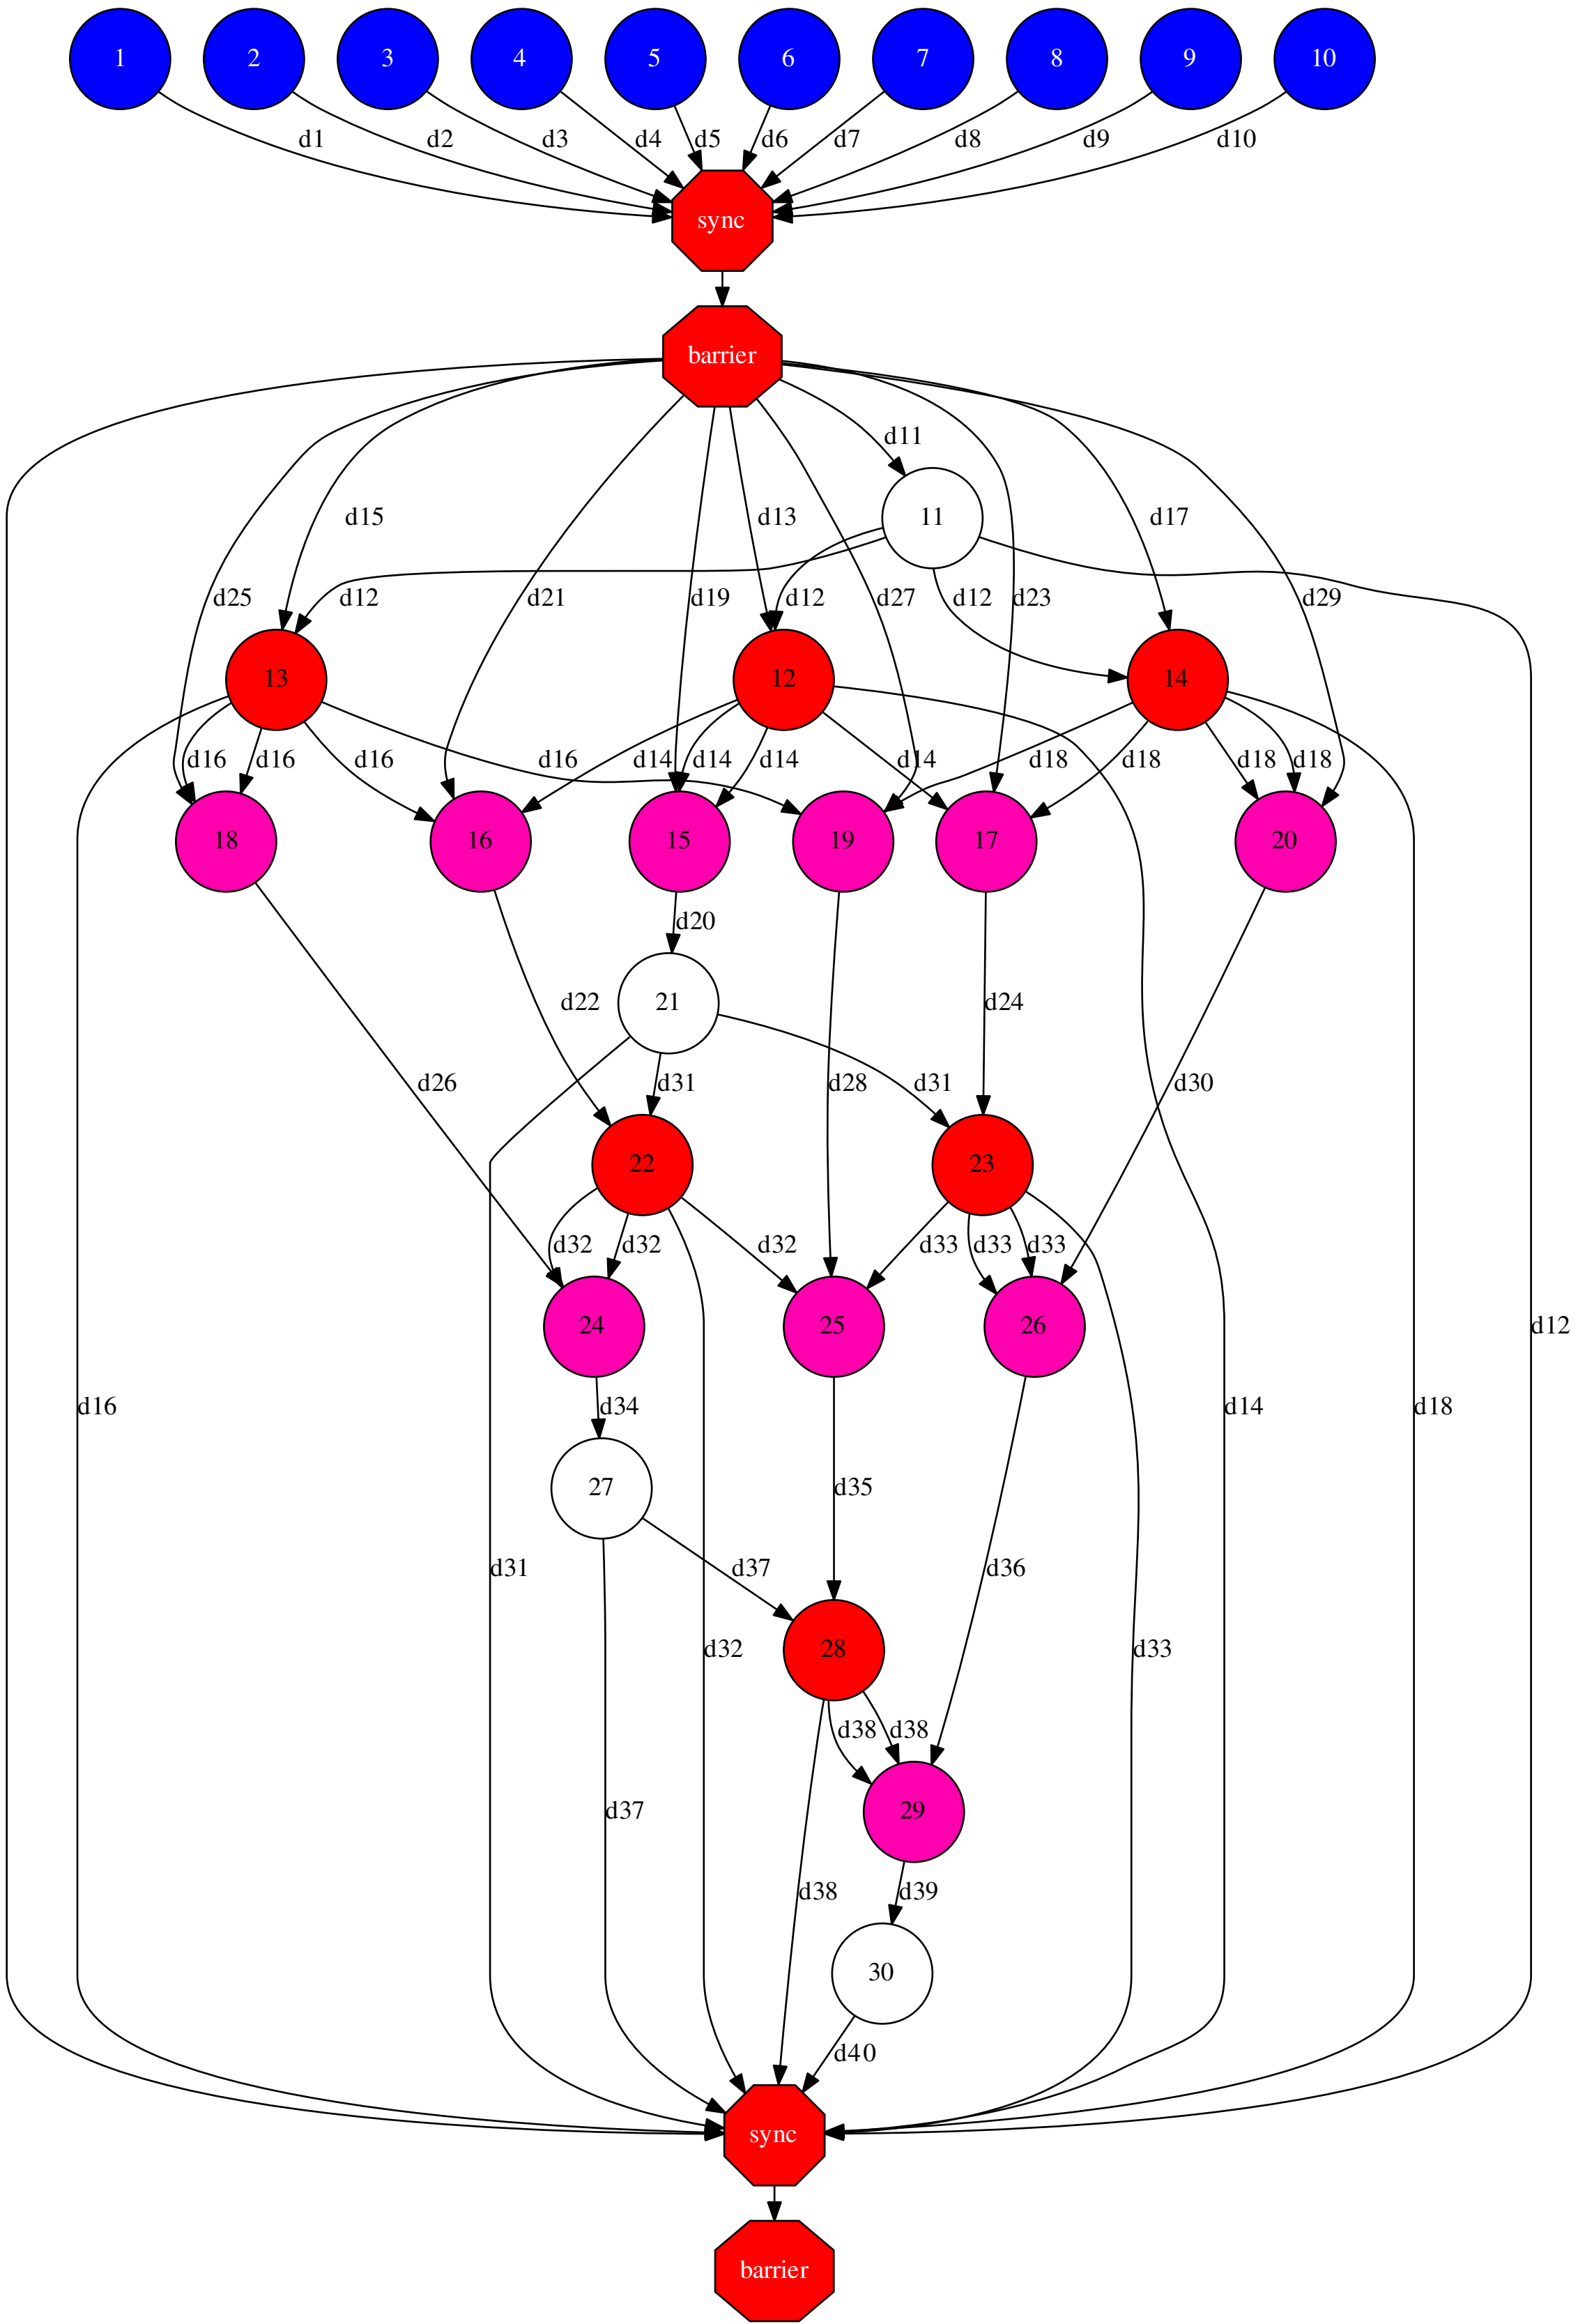 1 2 3 4 5 6 7 8 9 10
d1 d2 d3 d4 d5 d6 d7 d8 d9 d10
sync
barrier
d11
d15 d13 11 d17
d25 d12 d21 d19 d12 d27 d12 d23 d29
13 12 14
d16 d16 d16 d16 d14 d14 d14 d14 d18 d18 d18 d18
18 16 15 19 17 20
d20
d22 21 d24
d26 d31 d28 d31 d30
22 23
d32 d32 d32 d33 d33 d33
24 25 26 d12
d16 d34 d14 d18
27 d35
d31 d37 d36
d32 28 d33
d38 d38
d37 29
d38 d39
30
d40
sync
barrier